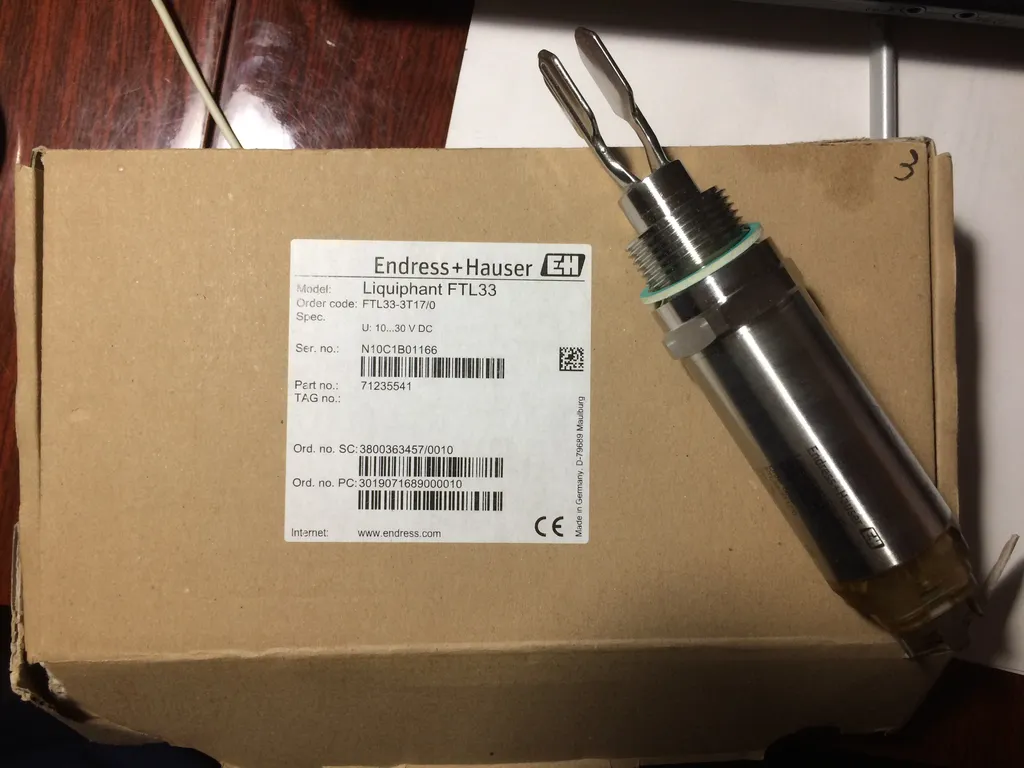 3
Endress+Hauser EH
Model: Liquiphant FTL33
Order code: FTL33-3T17/0
Spec.
U: 10...30 V DC
Ser. no.: N10C1B01166
Part no.: 71235541
TAG no.:
Ord. no. SC: 3800363457/0010
Ord. no. PC: 3019071689000010
Internet: www.endress.com
CE
Made in Germany, D-79689 Maulburg
Endress+Hauser EH